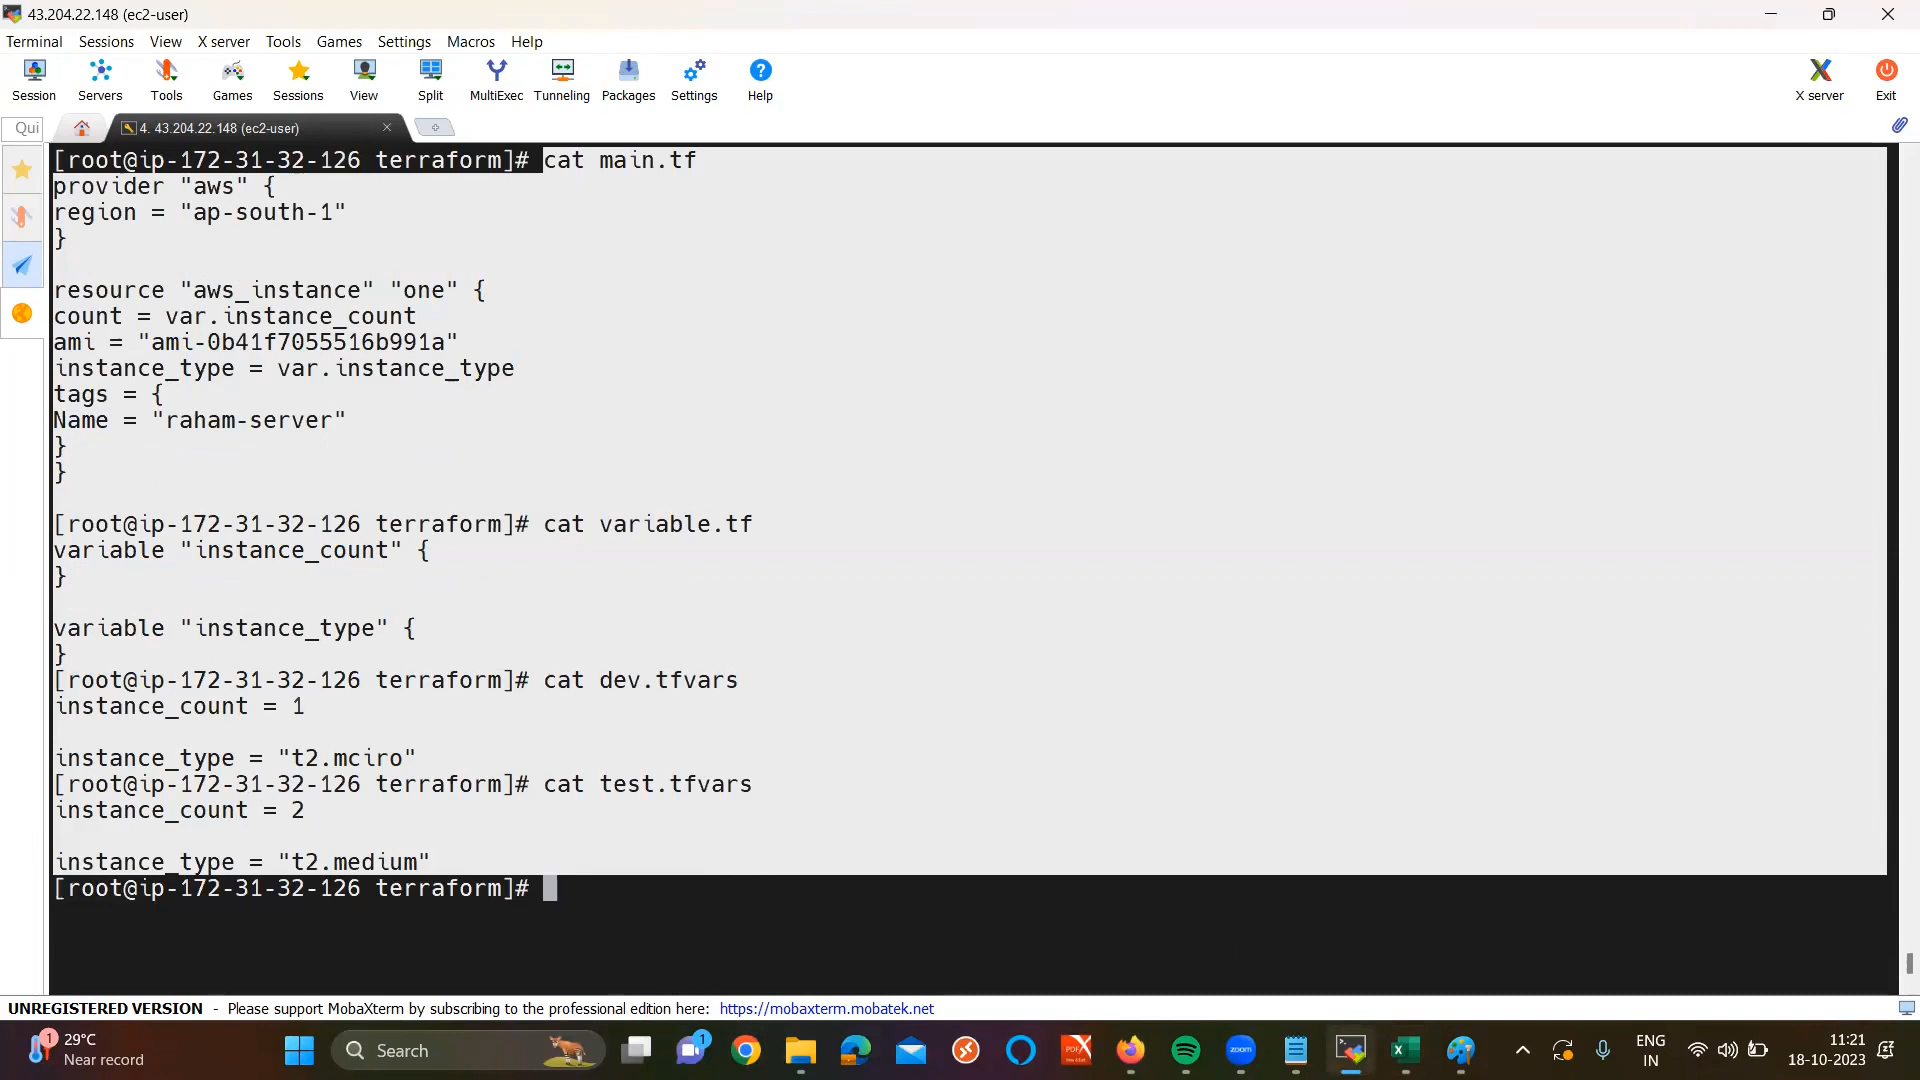 43.204.22.148 (ec2-user)
Terminal Sessions View X server Tools Games Settings Macros Help
Session Servers Tools Games Sessions View Split MultiExec Tunneling Packages Settings Help X server Exit
Qui 4. 43.204.22.148 (ec2-user)
[root@ip-172-31-32-126 terraform]# cat main.tf
provider "aws" {
region = "ap-south-1"
}
resource "aws_instance" "one" {
count = var.instance_count
ami = "ami-0b41f7055516b991a"
instance_type = var.instance_type
tags = {
Name = "raham-server"
}
}
[root@ip-172-31-32-126 terraform]# cat variable.tf
variable "instance_count" {
}
variable "instance_type" {
}
[root@ip-172-31-32-126 terraform]# cat dev.tfvars
instance_count = 1
instance_type = "t2.mciro"
[root@ip-172-31-32-126 terraform]# cat test.tfvars
instance_count = 2
instance_type = "t2.medium"
[root@ip-172-31-32-126 terraform]#
UNREGISTERED VERSION - Please support MobaXterm by subscribing to the professional edition here: https://mobaxterm.mobatek.net
1 29°C
Near record
Search
1
PDFX
zoom
ENG
IN
11:21
18-10-2023